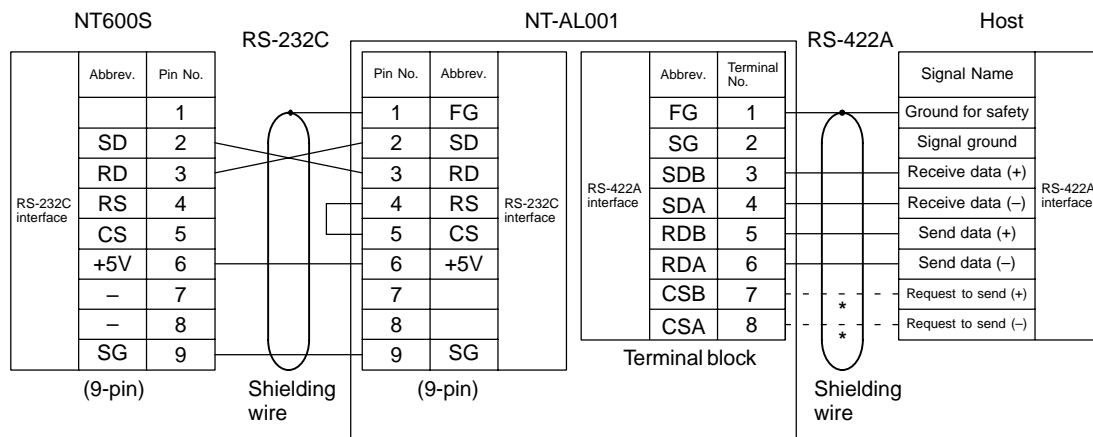 NT600S
RS-232C
NT-AL001
RS-422A
Host
RS-232C
interface
Abbrev. Pin No.
1
SD 2
RD 3
RS 4
CS 5
+5V 6
– 7
– 8
SG 9
(9-pin)
Shielding
wire
Pin No. Abbrev.
1 FG
2 SD
3 RD
4 RS
5 CS
6 +5V
7
8
9 SG
(9-pin)
RS-232C
interface
RS-422A
interface
Abbrev. Terminal
No.
FG 1
SG 2
SDB 3
SDA 4
RDB 5
RDA 6
CSB 7
CSA 8
Terminal block
*
*
Shielding
wire
Signal Name
Ground for safety
Signal ground
Receive data (+)
Receive data (–)
Send data (+)
Send data (–)
Request to send (+)
Request to send (–)
RS-422A
interface